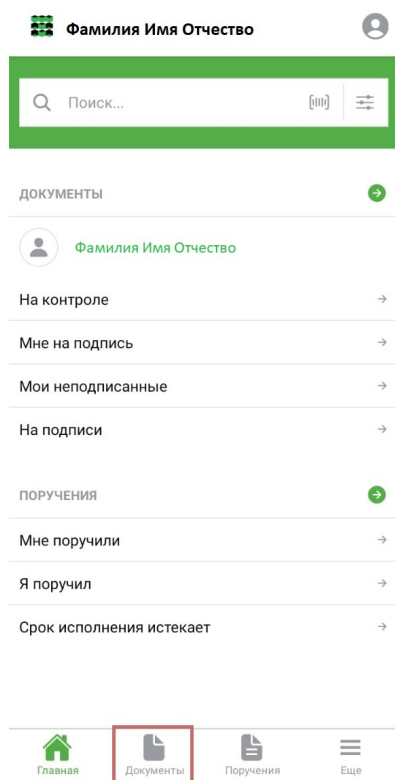 Фамилия Имя Отчество
Поиск...
ДОКУМЕНТЫ
Фамилия Имя Отчество
На контроле
Мне на подпись
Мои неподписанные
На подписи
ПОРУЧЕНИЯ
Мне поручили
Я поручил
Срок исполнения истекает
Главная Документы Поручения Еще